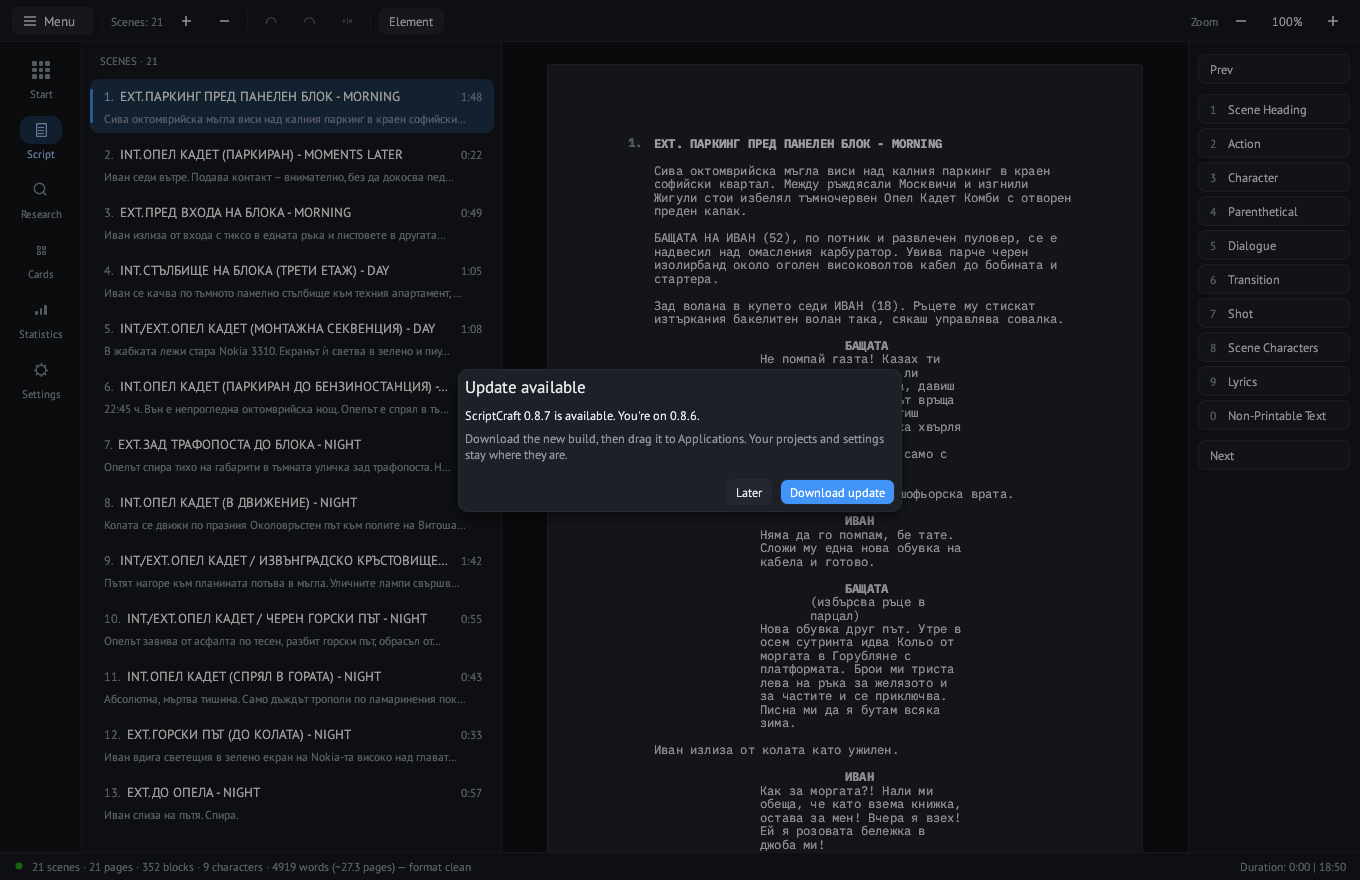 Menu
Scenes: 21
Element
Zoom
100%
Start
Script
Research
Cards
Statistics
Settings
SCENES · 21
1. EXT. ПАРКИНГ ПРЕД ПАНЕЛЕН БЛОК - MORNING 1:48
Сива октомврийска мъгла виси над калния паркинг в краен софийски...
2. INT. ОПЕЛ КАДЕТ (ПАРКИРАН) - MOMENTS LATER 0:22
Иван седи вътре. Подава контакт – внимателно, без да докосва пед...
3. EXT. ПРЕД ВХОДА НА БЛОКА - MORNING 0:49
Иван излиза от входа с тиксо в едната ръка и листовете в другата...
4. INT. СТЪЛБИЩЕ НА БЛОКА (ТРЕТИ ЕТАЖ) - DAY 1:05
Иван се качва по тъмното панелно стълбище към техния апартамент, ...
5. INT./EXT. ОПЕЛ КАДЕТ (МОНТАЖНА СЕКВЕНЦИЯ) - DAY 1:08
В жабката лежи стара Nokia 3310. Екранът ѝ светва в зелено и пиу...
6. INT. ОПЕЛ КАДЕТ (ПАРКИРАН ДО БЕНЗИНОСТАНЦИЯ) -...
22:45 ч. Вън е непрогледна октомврийска нощ. Опелът е спрял в тъ...
7. EXT. ЗАД ТРАФОПОСТА ДО БЛОКА - NIGHT
Опелът спира тихо на габарити в тъмната уличка зад трафопоста. Н...
8. INT. ОПЕЛ КАДЕТ (В ДВИЖЕНИЕ) - NIGHT
Колата се движи по празния Околовръстен път към полите на Витоша...
9. INT./EXT. ОПЕЛ КАДЕТ / ИЗВЪНГРАДСКО КРЪСТОВИЩЕ... 1:42
Пътят нагоре към планината потъва в мъгла. Уличните лампи свършв...
10. INT./EXT. ОПЕЛ КАДЕТ / ЧЕРЕН ГОРСКИ ПЪТ - NIGHT 0:55
Опелът завива от асфалта по тесен, разбит горски път, обрасъл от...
11. INT. ОПЕЛ КАДЕТ (СПРЯЛ В ГОРАТА) - NIGHT 0:43
Абсолютна, мъртва тишина. Само дъждът трополи по ламаринения пок...
12. EXT. ГОРСКИ ПЪТ (ДО КОЛАТА) - NIGHT 0:33
Иван вдига светещия в зелено екран на Nokia-та високо над глават...
13. EXT. ДО ОПЕЛА - NIGHT 0:57
Иван слиза на пътя. Спира.
1. EXT. ПАРКИНГ ПРЕД ПАНЕЛЕН БЛОК - MORNING
Сива октомврийска мъгла виси над калния паркинг в краен
софийски квартал. Между ръждясали Москвичи и изгнили
Жигули стои избелял тъмночервен Опел Кадет Комби с отворен
преден капак.
БАЩАТА НА ИВАН (52), по потник и развлечен пуловер, се е
надвесил над омасления карбуратор. Увива парче черен
изолирбанд около оголен високоволтов кабел до бобината и
стартера.
Зад волана в купето седи ИВАН (18). Ръцете му стискат
изтъркания бакелитен волан така, сякаш управлява совалка.
БАЩАТА
Не помпай газта! Казах ти
ли
, давиш
ът връща
тиш
ка хвърля
само с
шофьорска врата.
Update available
ScriptCraft 0.8.7 is available. You're on 0.8.6.
Download the new build, then drag it to Applications. Your projects and settings
stay where they are.
Later
Download update
ИВАН
Няма да го помпам, бе тате.
Сложи му една нова обувка на
кабела и готово.
БАЩАТА
(избърсва ръце в
парцал)
Нова обувка друг път. Утре в
осем сутринта идва Кольо от
моргата в Горубляне с
платформата. Брои ми триста
лева на ръка за желязото и
за частите и се приключва.
Писна ми да я бутам всяка
зима.
Иван излиза от колата като ужилен.
ИВАН
Как за моргата?! Нали ми
обеща, че като взема книжка,
остава за мен! Вчера я взех!
Ей я розовата бележка в
джоба ми!
Prev
1 Scene Heading
2 Action
3 Character
4 Parenthetical
5 Dialogue
6 Transition
7 Shot
8 Scene Characters
9 Lyrics
0 Non-Printable Text
Next
21 scenes · 21 pages · 352 blocks · 9 characters · 4919 words (~27.3 pages) — format clean
Duration: 0:00 | 18:50